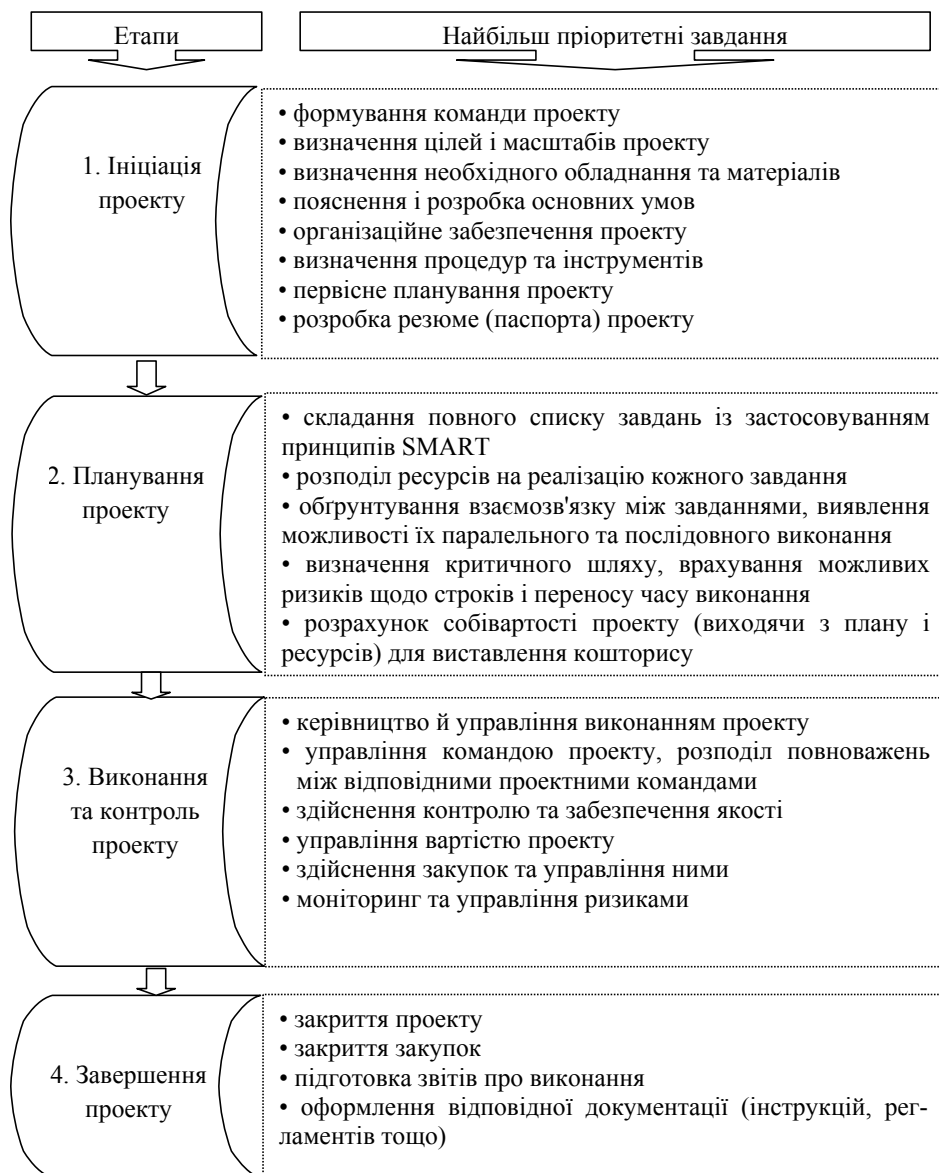 Етапи
Найбільш пріоритетні завдання
1. Ініціація
проекту
• формування команди проекту
• визначення цілей і масштабів проекту
• визначення необхідного обладнання та матеріалів
• пояснення і розробка основних умов
• організаційне забезпечення проекту
• визначення процедур та інструментів
• первісне планування проекту
• розробка резюме (паспорта) проекту
2. Планування
проекту
• складання повного списку завдань із застосовуванням
принципів SMART
• розподіл ресурсів на реалізацію кожного завдання
• обґрунтування взаємозв'язку між завданнями, виявлення
можливості їх паралельного та послідовного виконання
• визначення критичного шляху, врахування можливих
ризиків щодо строків і переносу часу виконання
• розрахунок собівартості проекту (виходячи з плану і
ресурсів) для виставлення кошторису
3. Виконання
та контроль
проекту
• керівництво й управління виконанням проекту
• управління командою проекту, розподіл повноважень
між відповідними проектними командами
• здійснення контролю та забезпечення якості
• управління вартістю проекту
• здійснення закупок та управління ними
• моніторинг та управління ризиками
4. Завершення
проекту
• закриття проекту
• закриття закупок
• підготовка звітів про виконання
• оформлення відповідної документації (інструкцій, рег-
ламентів тощо)